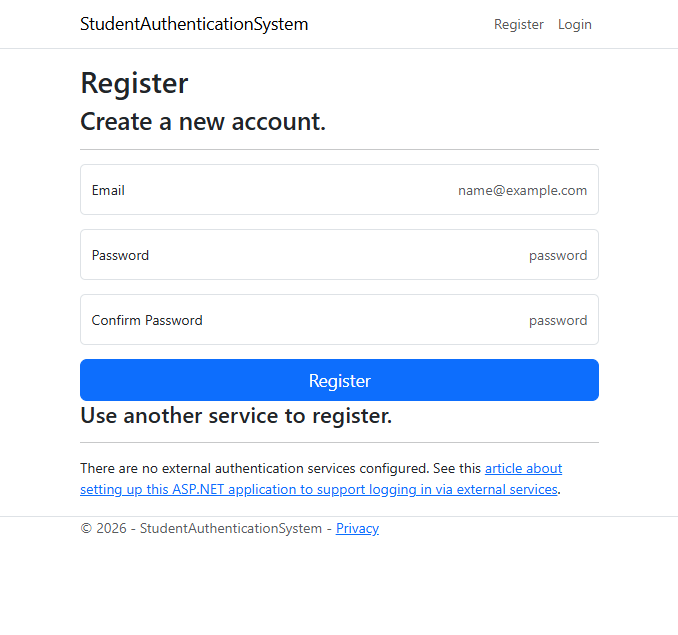 StudentAuthenticationSystem Register Login
Register
Create a new account.
Email name@example.com
Password password
Confirm Password password
Register
Use another service to register.
There are no external authentication services configured. See this article about
setting up this ASP.NET application to support logging in via external services.
© 2026 - StudentAuthenticationSystem - Privacy